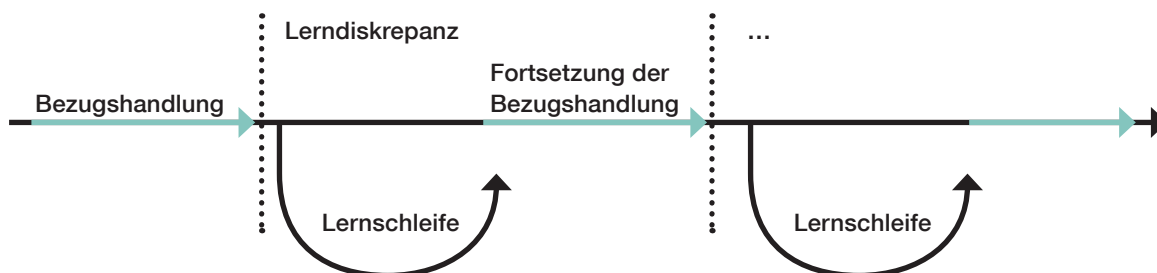 Lerndiskrepanz
...
Fortsetzung der
Bezugshandlung
Bezugshandlung
Lernschleife
Lernschleife